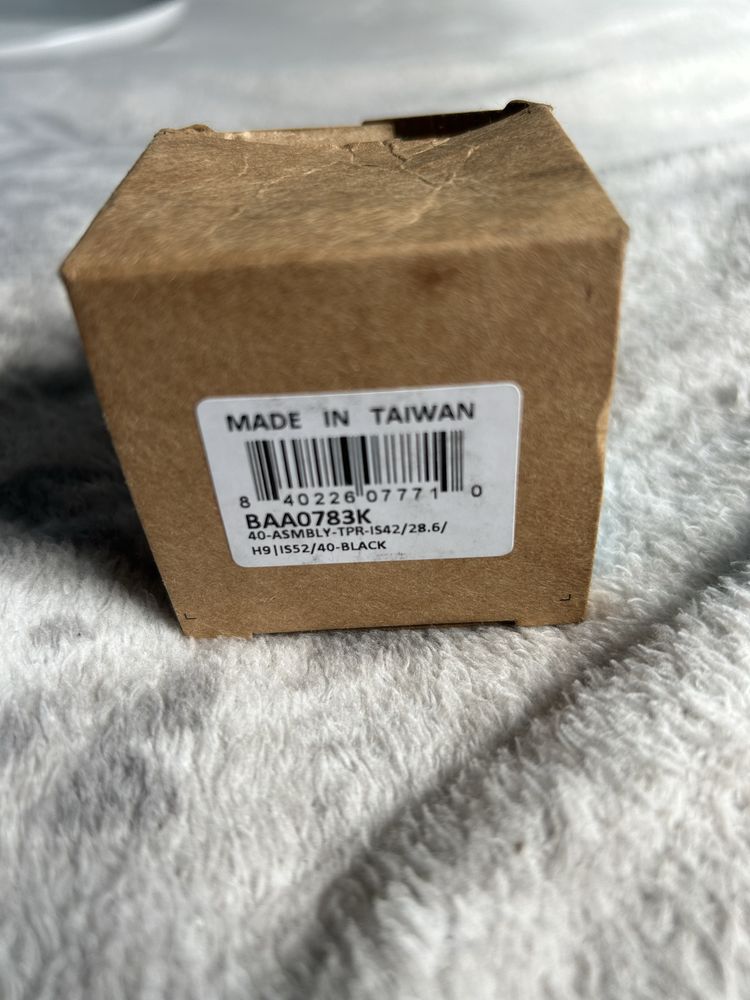 MADE IN TAIWAN
8 40226 07771 0
BAA0783K
40-ASMBLY-TPR-IS42/28.6/
H9|IS52/40-BLACK